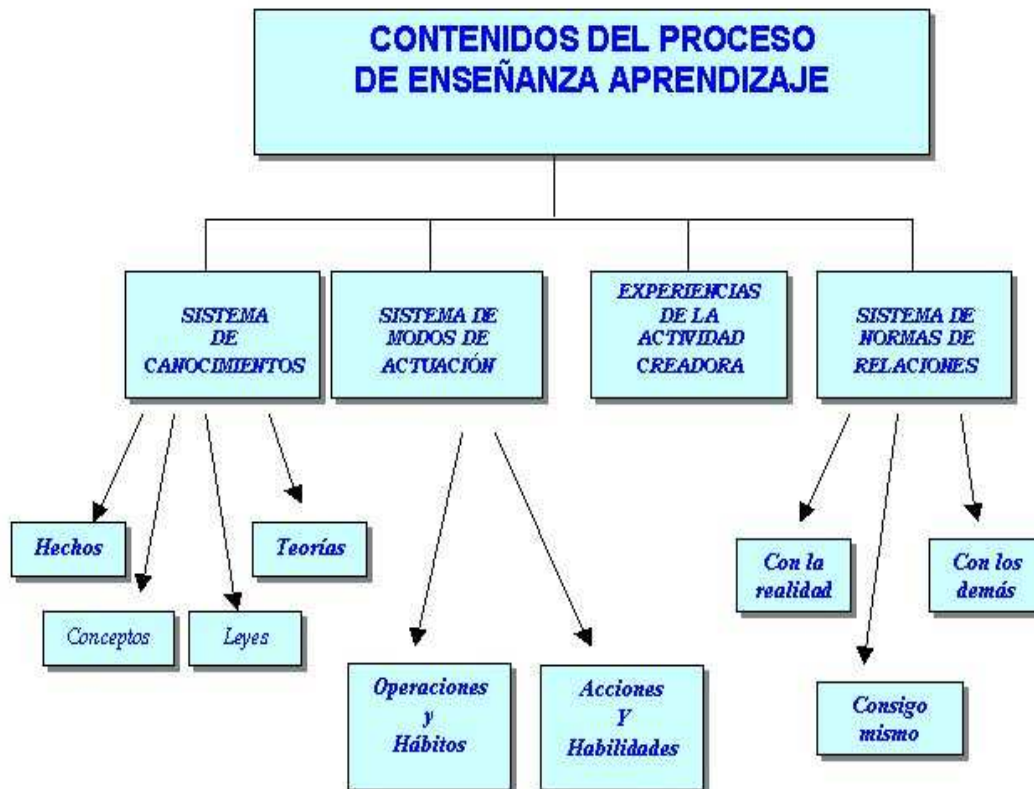 CONTENIDOS DEL PROCESO
DE ENSEÑANZA APRENDIZAJE
SISTEMA
DE
CANOCIMIENTOS
SISTEMA DE
MODOS DE
ACTUACIÓN
EXPERIENCIAS
DE LA
ACTIVIDAD
CREADORA
SISTEMA DE
NORMAS DE
RELACIONES
Hechos
Teorías
Conceptos
Leyes
Operaciones
y
Hábitos
Acciones
Y
Habilidades
Con la
realidad
Con los
demás
Consigo
mismo